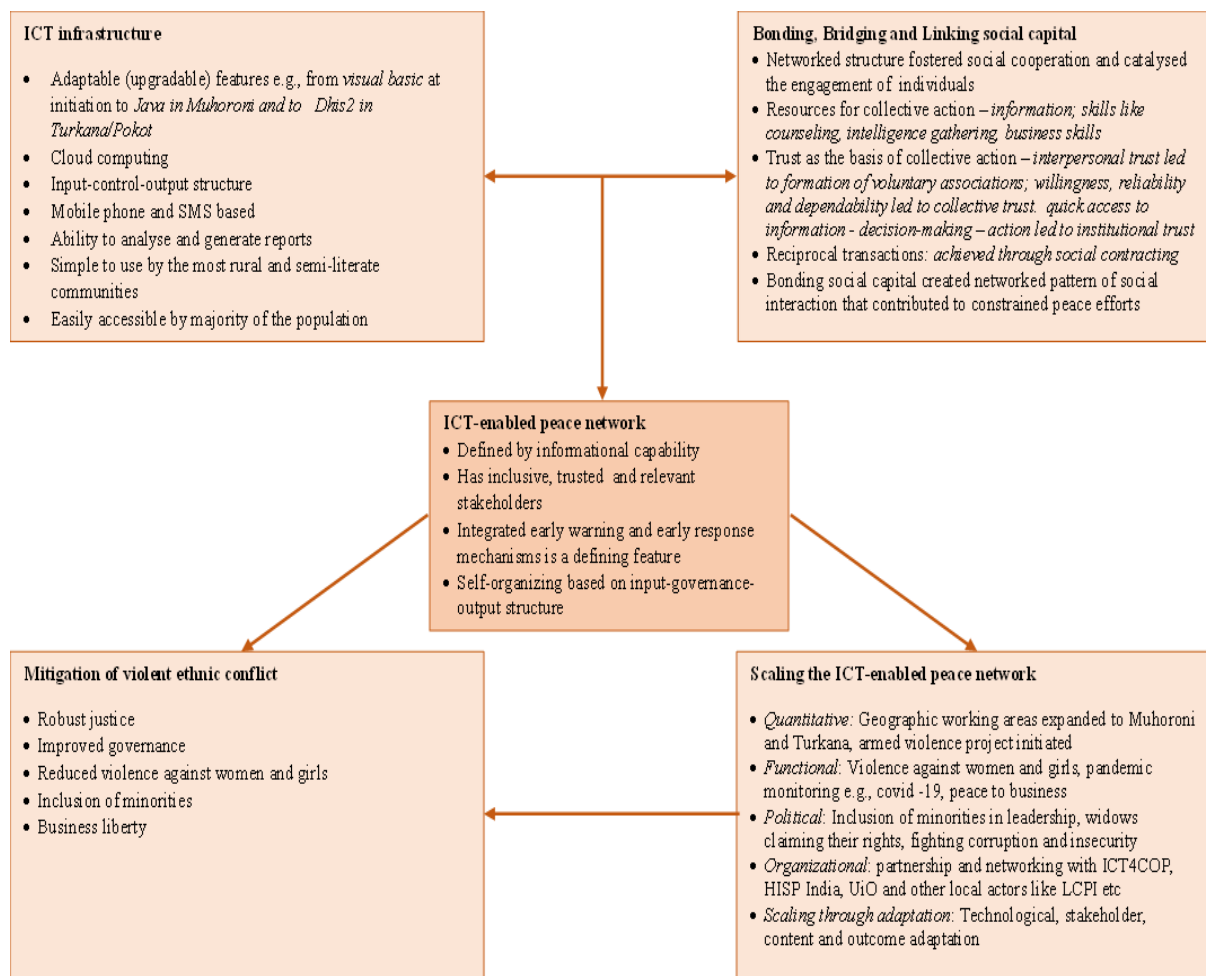 ICT infrastructure
• Adaptable (upgradable) features e.g., from visual basic at
initiation to Java in Muhoroni and to Dhis2 in
Turkana/Pokot
• Cloud computing
• Input-control-output structure
• Mobile phone and SMS based
• Ability to analyse and generate reports
• Simple to use by the most rural and semi-literate
communities
• Easily accessible by majority of the population
Bonding, Bridging and Linking social capital
• Networked structure fostered social cooperation and catalysed
the engagement of individuals
• Resources for collective action – information; skills like
counseling, intelligence gathering, business skills
• Trust as the basis of collective action – interpersonal trust led
to formation of voluntary associations; willingness, reliability
and dependability led to collective trust. quick access to
information - decision-making – action led to institutional trust
• Reciprocal transactions: achieved through social contracting
• Bonding social capital created networked pattern of social
interaction that contributed to constrained peace efforts
ICT-enabled peace network
• Defined by informational capability
• Has inclusive, trusted and relevant
stakeholders
• Integrated early warning and early response
mechanisms is a defining feature
• Self-organizing based on input-governance-
output structure
Mitigation of violent ethnic conflict
• Robust justice
• Improved governance
• Reduced violence against women and girls
• Inclusion of minorities
• Business liberty
Scaling the ICT-enabled peace network
• Quantitative: Geographic working areas expanded to Muhoroni
and Turkana, armed violence project initiated
• Functional: Violence against women and girls, pandemic
monitoring e.g., covid -19, peace to business
• Political: Inclusion of minorities in leadership, widows
claiming their rights, fighting corruption and insecurity
• Organizational: partnership and networking with ICT4COP,
HISP India, UiO and other local actors like LCPI etc
• Scaling through adaptation: Technological, stakeholder,
content and outcome adaptation